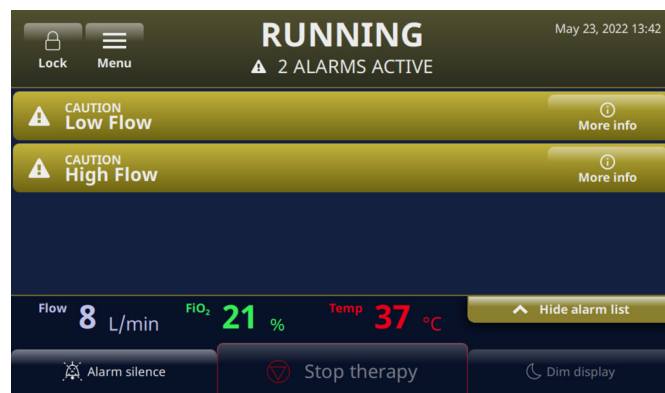 RUNNING
May 23, 2022 13:42
Lock Menu
2 ALARMS ACTIVE
CAUTION
Low Flow
More info
CAUTION
High Flow
More info
Flow 8 L/min FiO₂ 21 % Temp 37 °C
Hide alarm list
Alarm silence Stop therapy Dim display